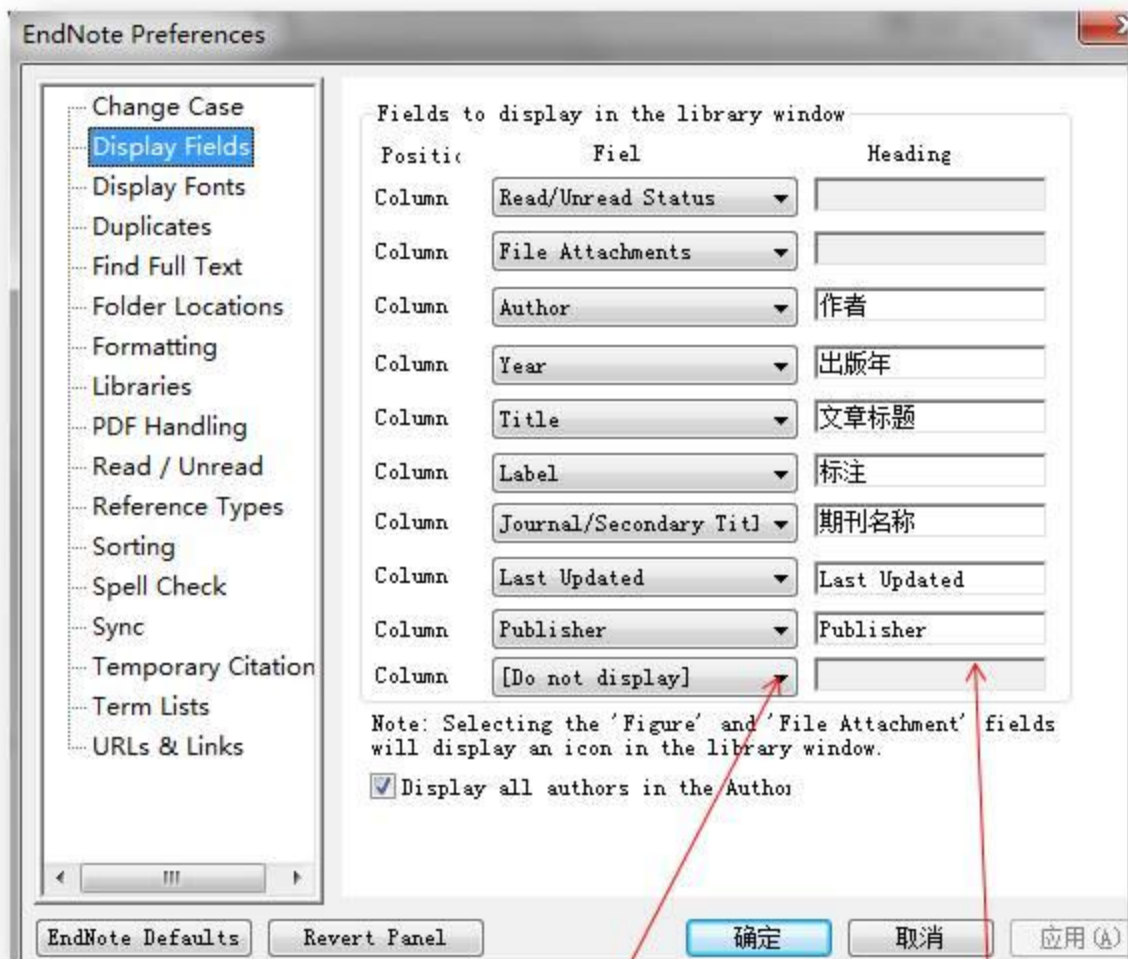 EndNote Preferences
Change Case
Display Fields
Display Fonts
Duplicates
Find Full Text
Folder Locations
Formatting
Libraries
PDF Handling
Read / Unread
Reference Types
Sorting
Spell Check
Sync
Temporary Citation
Term Lists
URLs & Links
Fields to display in the library window
Positic Fiel Heading
Column Read/Unread Status
Column File Attachments
Column Author 作者
Column Year 出版年
Column Title 文章标题
Column Label 标注
Column Journal/Secondary Titl 期刊名称
Column Last Updated Last Updated
Column Publisher Publisher
Column [Do not display]
Note: Selecting the 'Figure' and 'File Attachment' fields
will display an icon in the library window.
Display all authors in the Author
EndNote Defaults Revert Panel 确定 取消 应用(A)